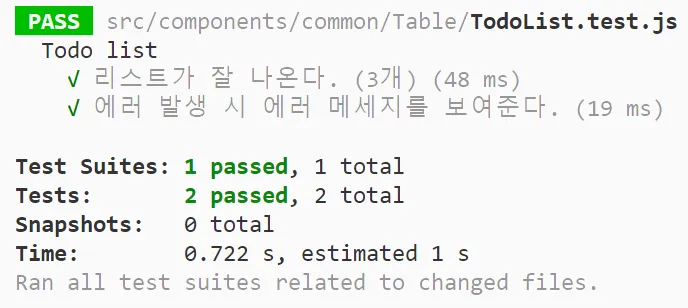 PASS src/components/common/Table/TodoList.test.js
Todo list
√ 리스트가 잘 나온다. (3개) (48 ms)
√ 에러 발생 시 에러 메세지를 보여준다. (19 ms)
Test Suites: 1 passed, 1 total
Tests: 2 passed, 2 total
Snapshots: 0 total
Time: 0.722 s, estimated 1 s
Ran all test suites related to changed files.